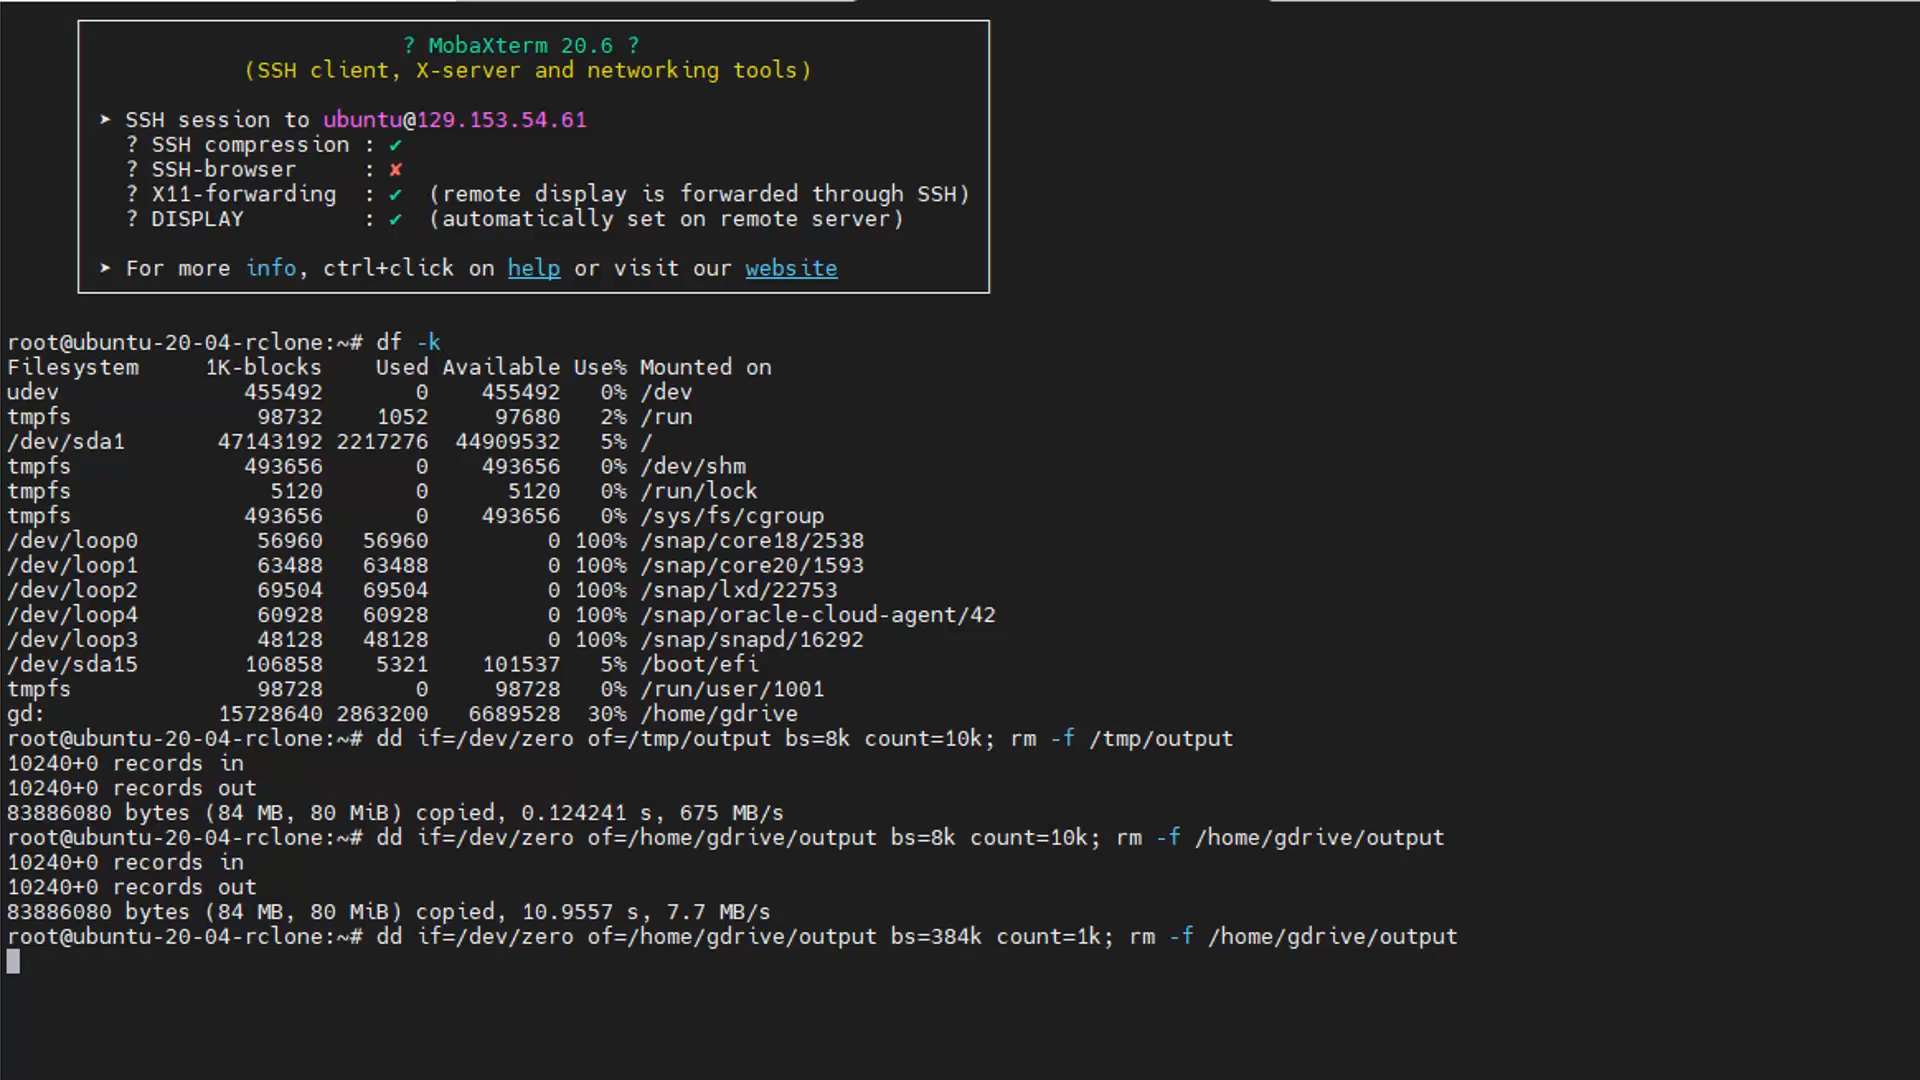 ? MobaXterm 20.6 ?
(SSH client, X-server and networking tools)
➤ SSH session to ubuntu@129.153.54.61
? SSH compression : ✔
? SSH-browser     : ✘
? X11-forwarding  : ✔  (remote display is forwarded through SSH)
? DISPLAY         : ✔  (automatically set on remote server)
➤ For more info, ctrl+click on help or visit our website
root@ubuntu-20-04-rclone:~# df -k
Filesystem     1K-blocks    Used Available Use% Mounted on
udev              455492       0    455492   0% /dev
tmpfs              98732    1052     97680   2% /run
/dev/sda1       47143192 2217276  44909532   5% /
tmpfs             493656       0    493656   0% /dev/shm
tmpfs               5120       0      5120   0% /run/lock
tmpfs             493656       0    493656   0% /sys/fs/cgroup
/dev/loop0         56960   56960         0 100% /snap/core18/2538
/dev/loop1         63488   63488         0 100% /snap/core20/1593
/dev/loop2         69504   69504         0 100% /snap/lxd/22753
/dev/loop4         60928   60928         0 100% /snap/oracle-cloud-agent/42
/dev/loop3         48128   48128         0 100% /snap/snapd/16292
/dev/sda15        106858    5321    101537   5% /boot/efi
tmpfs              98728       0     98728   0% /run/user/1001
gd:             15728640 2863200   6689528  30% /home/gdrive
root@ubuntu-20-04-rclone:~# dd if=/dev/zero of=/tmp/output bs=8k count=10k; rm -f /tmp/output
10240+0 records in
10240+0 records out
83886080 bytes (84 MB, 80 MiB) copied, 0.124241 s, 675 MB/s
root@ubuntu-20-04-rclone:~# dd if=/dev/zero of=/home/gdrive/output bs=8k count=10k; rm -f /home/gdrive/output
10240+0 records in
10240+0 records out
83886080 bytes (84 MB, 80 MiB) copied, 10.9557 s, 7.7 MB/s
root@ubuntu-20-04-rclone:~# dd if=/dev/zero of=/home/gdrive/output bs=384k count=1k; rm -f /home/gdrive/output